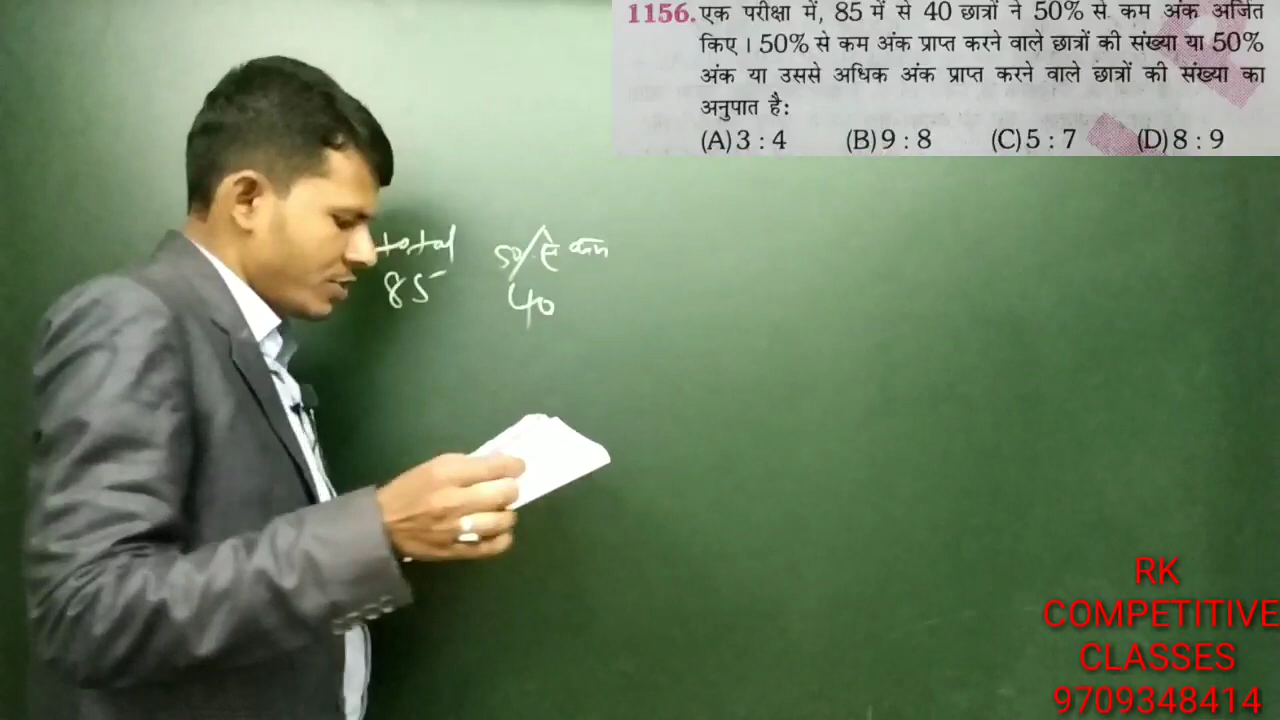 1156. एक परीक्षा में, 85 में से 40 छात्रों ने 50% से कम अंक अर्जित
किए । 50% से कम अंक प्राप्त करने वाले छात्रों की संख्या या 50%
अंक या उससे अधिक अंक प्राप्त करने वाले छात्रों की संख्या का
अनुपात है:
(A) 3 : 4 (B) 9 : 8 (C) 5 : 7 (D) 8 : 9
total 50% से कम
85 40
RK
COMPETITIVE
CLASSES
9709348414